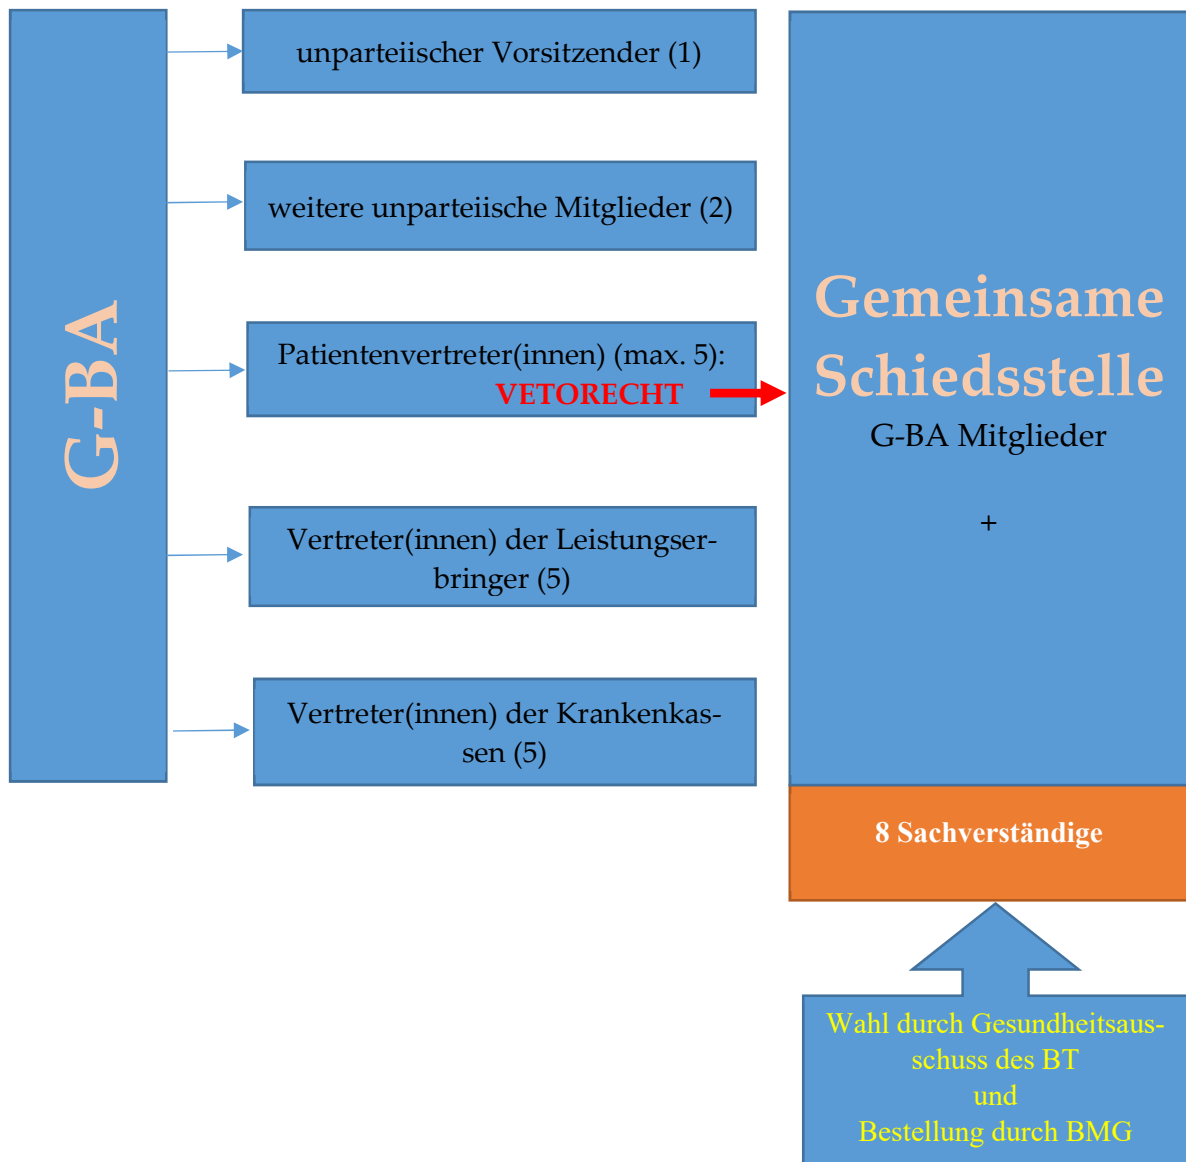 G-BA
unparteiischer Vorsitzender (1)
weitere unparteiische Mitglieder (2)
Patientenvertreter(innen) (max. 5):
VETORECHT
Vertreter(innen) der Leistungser-
bringer (5)
Vertreter(innen) der Krankenkas-
sen (5)
Gemeinsame
Schiedsstelle
G-BA Mitglieder
+
8 Sachverständige
Wahl durch Gesundheitsaus-
schuss des BT
und
Bestellung durch BMG